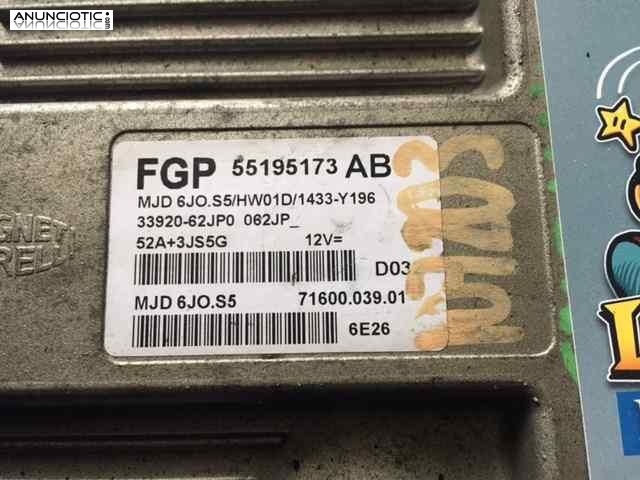 ANUNCIOTIC.com
FGP 55195173 AB
MJD 6JO.S5/HW01D/1433-Y196
33920-62JP0 062JP_
52A+3JS5G 12V=
D03
MJD 6JO.S5 71600.039.01
6E26